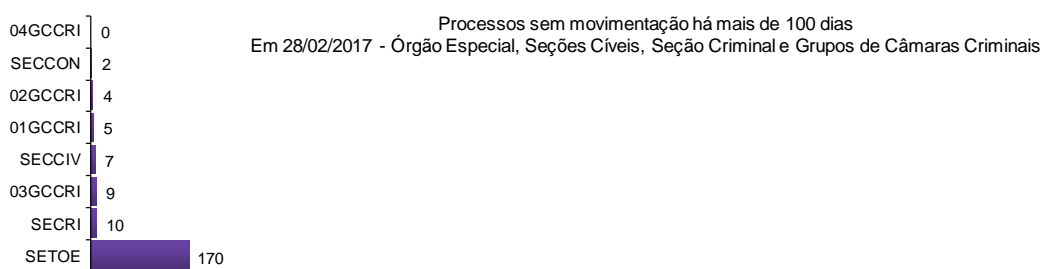 Processos sem movimentação há mais de 100 dias
Em 28/02/2017 - Órgão Especial, Seções Cíveis, Seção Criminal e Grupos de Câmaras Criminais
04GCCRI 0
SECCON 2
02GCCRI 4
01GCCRI 5
SECCIV 7
03GCCRI 9
SECRI 10
SETOE 170